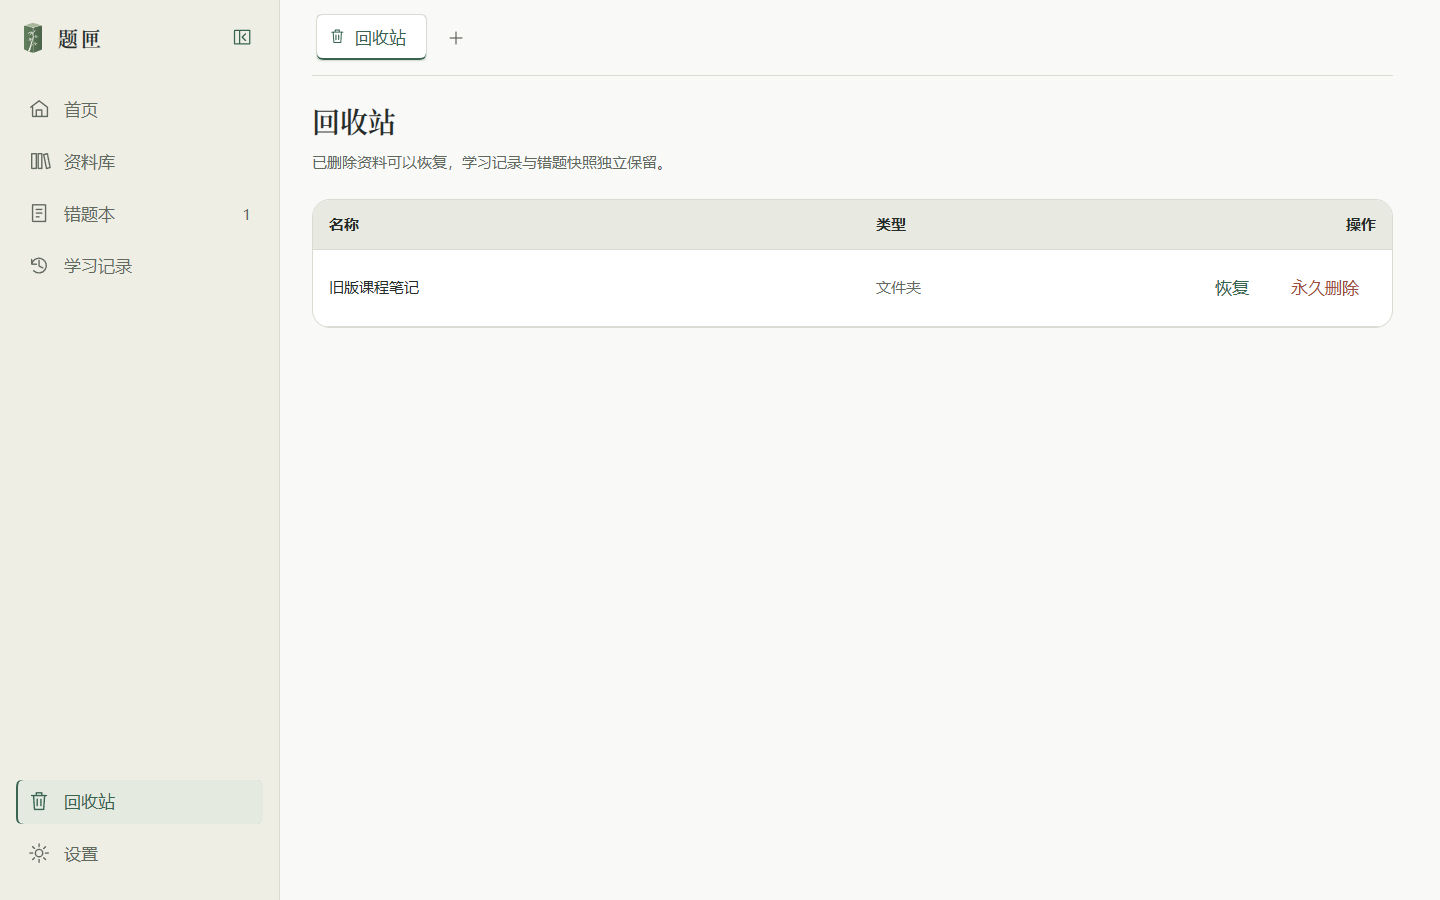 题匣
首页
资料库
错题本 1
学习记录
回收站
设置
回收站
回收站
已删除资料可以恢复，学习记录与错题快照独立保留。
名称 类型 操作
旧版课程笔记 文件夹 恢复 永久删除